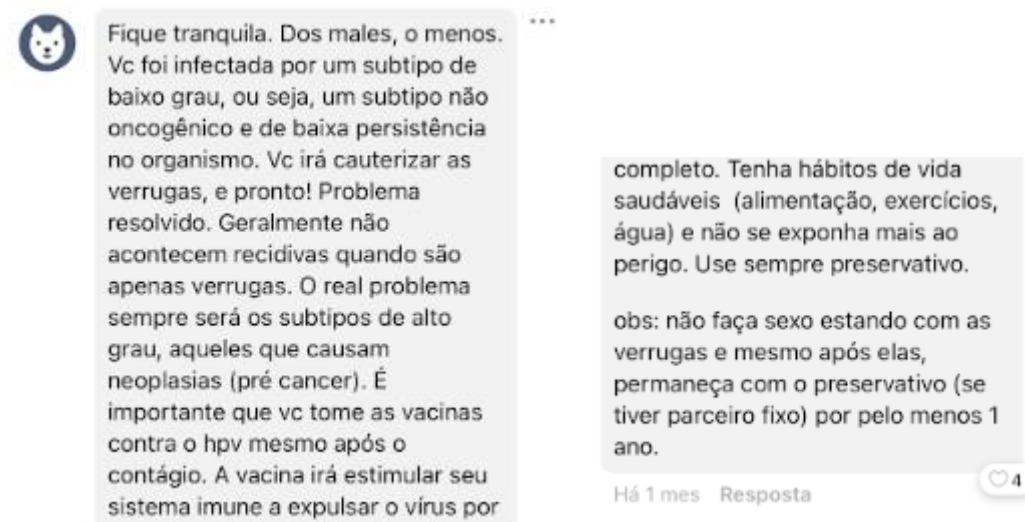 Fique tranquila. Dos males, o menos.
Vc foi infectada por um subtipo de
baixo grau, ou seja, um subtipo não
oncogênico e de baixa persistência
no organismo. Vc irá cauterizar as
verrugas, e pronto! Problema
resolvido. Geralmente não
acontecem recidivas quando são
apenas verrugas. O real problema
sempre será os subtipos de alto
grau, aqueles que causam
neoplasias (pré cancer). É
importante que vc tome as vacinas
contra o hpv mesmo após o
contágio. A vacina irá estimular seu
sistema imune a expulsar o vírus por
completo. Tenha hábitos de vida
saudáveis (alimentação, exercícios,
água) e não se exponha mais ao
perigo. Use sempre preservativo.
obs: não faça sexo estando com as
verrugas e mesmo após elas,
permaneça com o preservativo (se
tiver parceiro fixo) por pelo menos 1
ano.
Há 1 mes Resposta
4